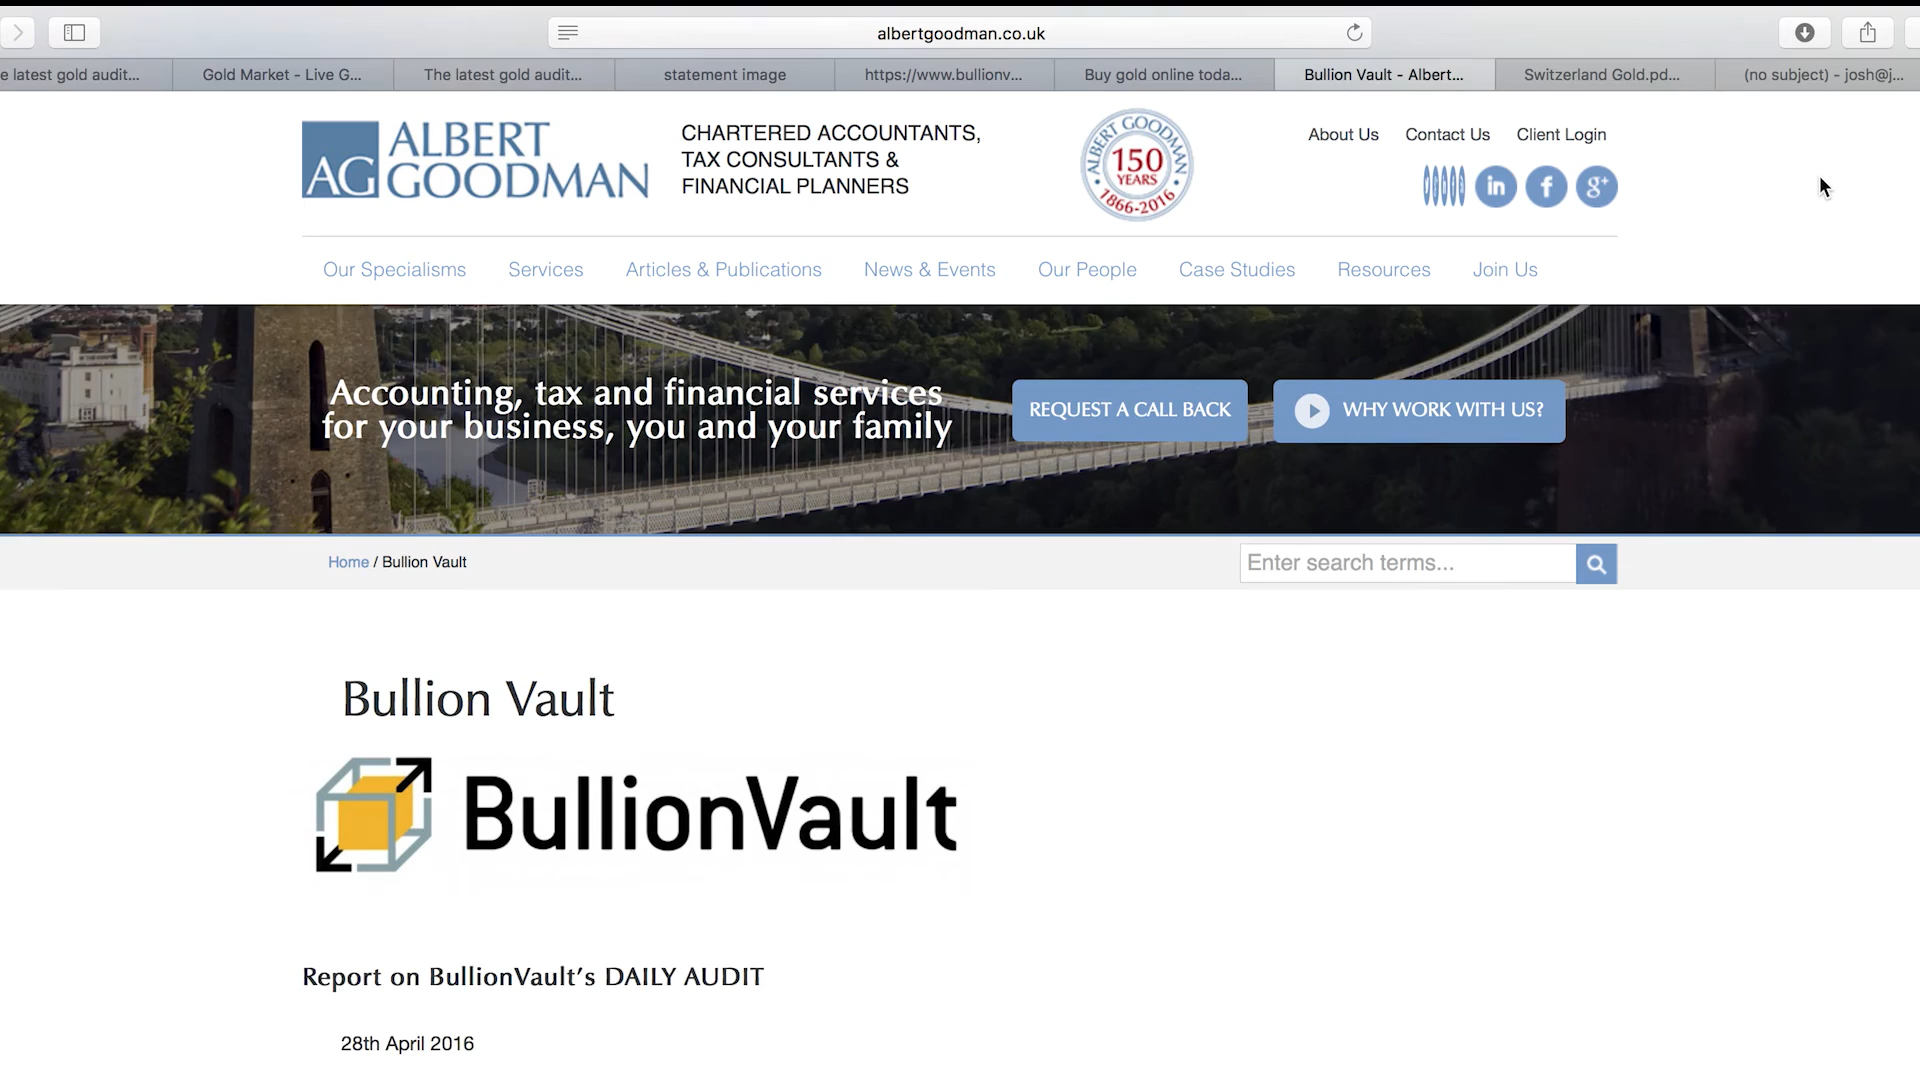 albertgoodman.co.uk
e latest gold audit...
Gold Market - Live G...
The latest gold audit...
statement image
https://www.bullionv...
Buy gold online toda...
Bullion Vault - Albert...
Switzerland Gold.pd...
(no subject) - josh@j...
AG
ALBERT
GOODMAN
CHARTERED ACCOUNTANTS,
TAX CONSULTANTS &
FINANCIAL PLANNERS
ALBERT GOODMAN
150
YEARS
1866-2016
About Us
Contact Us
Client Login
in
f
g+
Our Specialisms
Services
Articles & Publications
News & Events
Our People
Case Studies
Resources
Join Us
Accounting, tax and financial services
for your business, you and your family
REQUEST A CALL BACK
WHY WORK WITH US?
Home / Bullion Vault
Enter search terms...
Bullion Vault
BullionVault
Report on BullionVault's DAILY AUDIT
28th April 2016